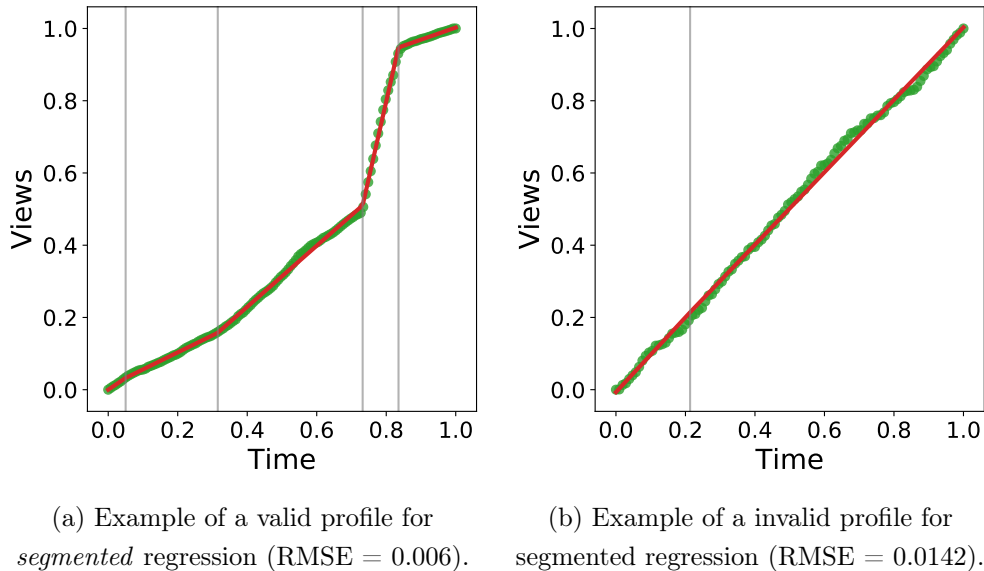 1.0
0.8
0.6
0.4
0.2
0.0
Views
0.0 0.2 0.4 0.6 0.8 1.0
Time
(a) Example of a valid profile for
segmented regression (RMSE = 0.006).
1.0
0.8
0.6
0.4
0.2
0.0
Views
0.0 0.2 0.4 0.6 0.8 1.0
Time
(b) Example of a invalid profile for
segmented regression (RMSE = 0.0142).